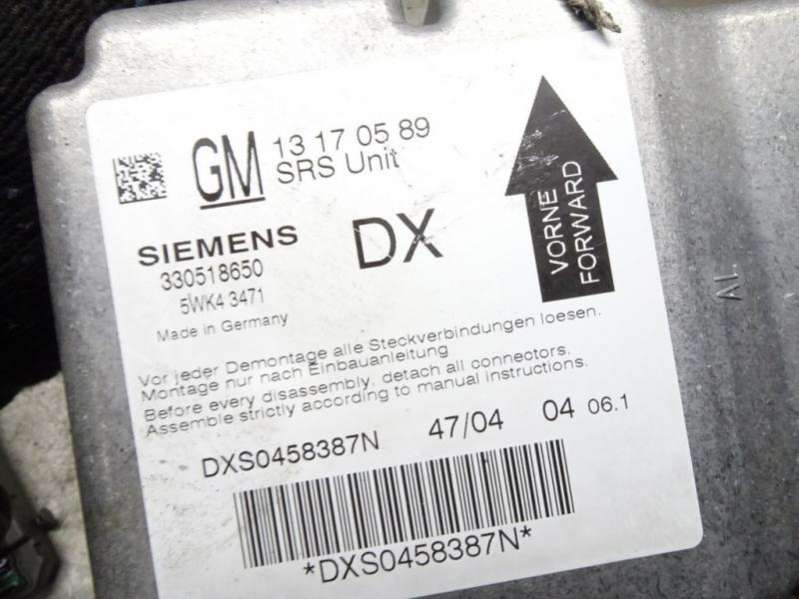 GM 13 170 05 89
SRS Unit
SIEMENS
330518650
5WK4 3471
Made in Germany
DX
VORNE
FORWARD
Vor jeder Demontage alle Steckverbindungen loesen.
Montage nur nach Einbauanleitung
Before every disassembly, detach all connectors.
Assemble strictly according to manual instructions.
DXS0458387N 47/04 04 06.1
*DXS0458387N*